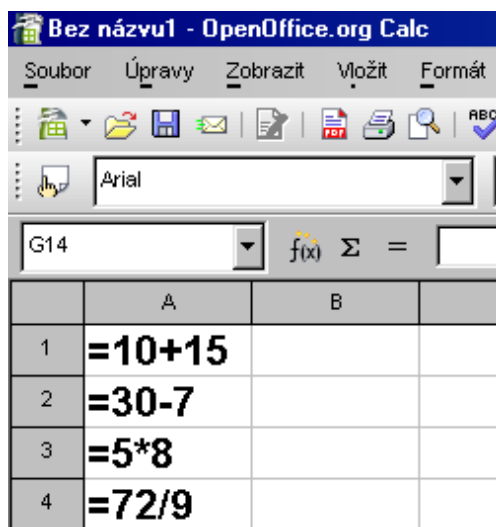 Bez názvu1 - OpenOffice.org Calc
Soubor Úpravy Zobrazit Vložit Formát
ABC
Arial
G14 f(x) Σ =
A B
1 =10+15
2 =30-7
3 =5*8
4 =72/9